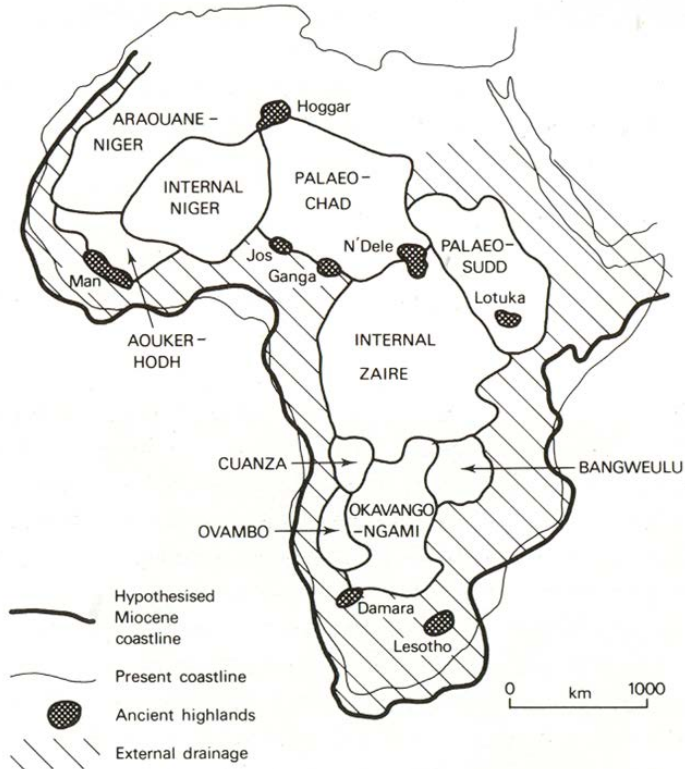 Hoggar
ARAOUANE –
NIGER
INTERNAL
NIGER
PALAEO –
CHAD
Jos
Ganga
N'Dele
PALAEO-
SUDD
Lotuka
Man
AOUKER –
HODH
INTERNAL
ZAIRE
CUANZA
BANGWEULU
OKAVANGO
-NGAMI
OVAMBO
Damara
Lesotho
Hypothesised
Miocene
coastline
Present coastline
Ancient highlands
External drainage
0 km 1000